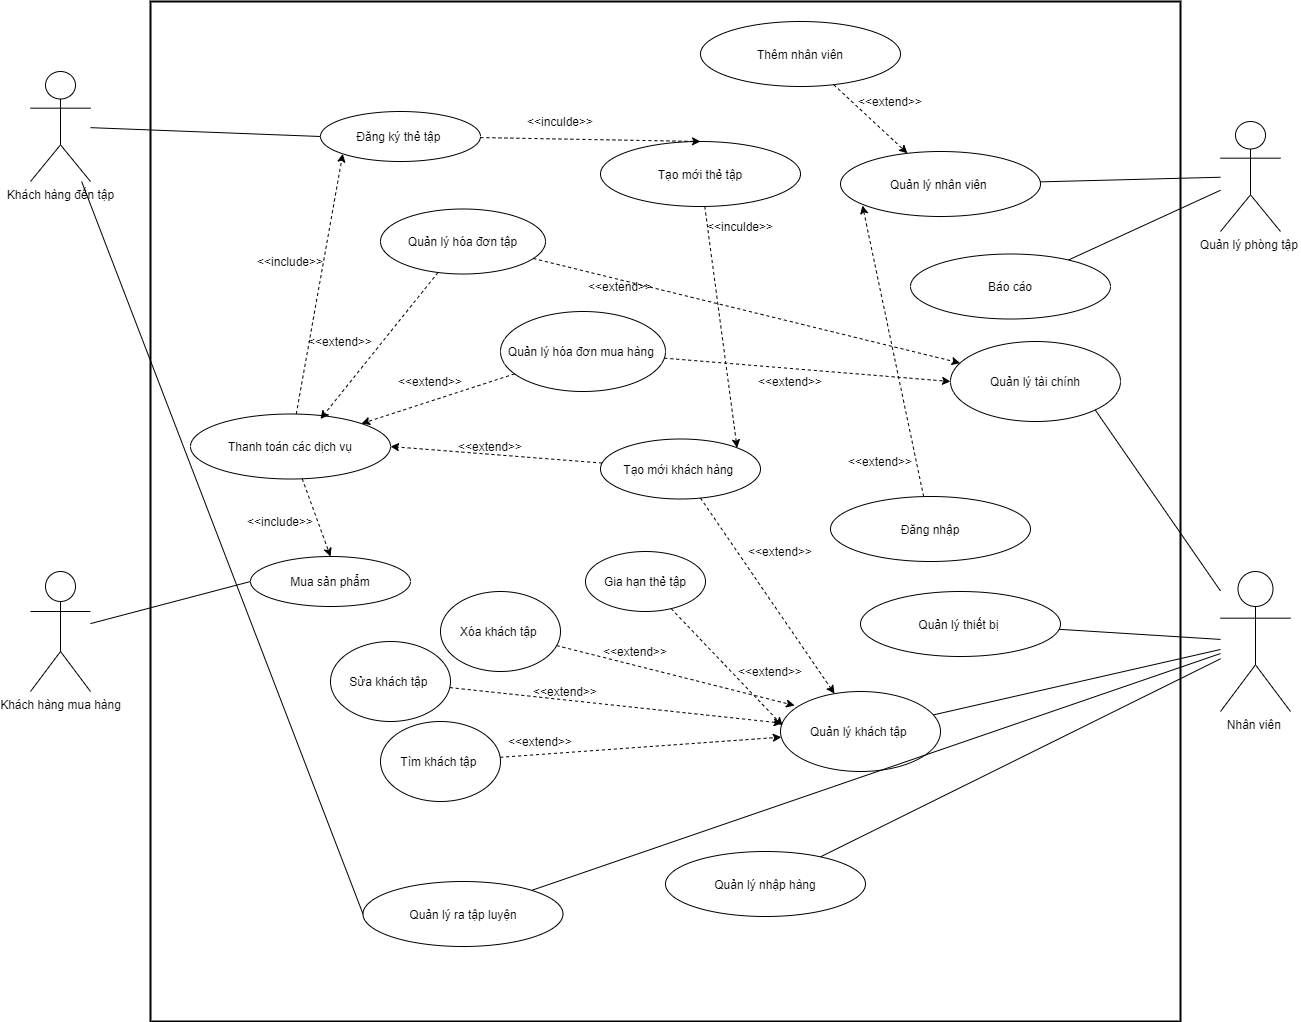 Thêm nhân viên
<<extend>>
Đăng ký thẻ tập
<<inculde>>
Khách hàng đến tập
Tạo mới thẻ tập
Quản lý nhân viên
Quản lý phòng tập
<<inculde>>
Quản lý hóa đơn tập
<<include>>
<<extend>>
Báo cáo
<<extend>>
Quản lý hóa đơn mua hàng
<<extend>>
<<extend>>
Quản lý tài chính
Thanh toán các dịch vụ
<<extend>>
Tạo mới khách hàng
<<extend>>
<<include>>
Đăng nhập
<<extend>>
Mua sản phẩm
Gia hạn thẻ tập
Xóa khách tập
<<extend>>
Quản lý thiết bị
Sửa khách tập
<<extend>>
<<extend>>
Khách hàng mua hàng
Nhân viên
Quản lý khách tập
<<extend>>
Tìm khách tập
Quản lý nhập hàng
Quản lý ra tập luyện